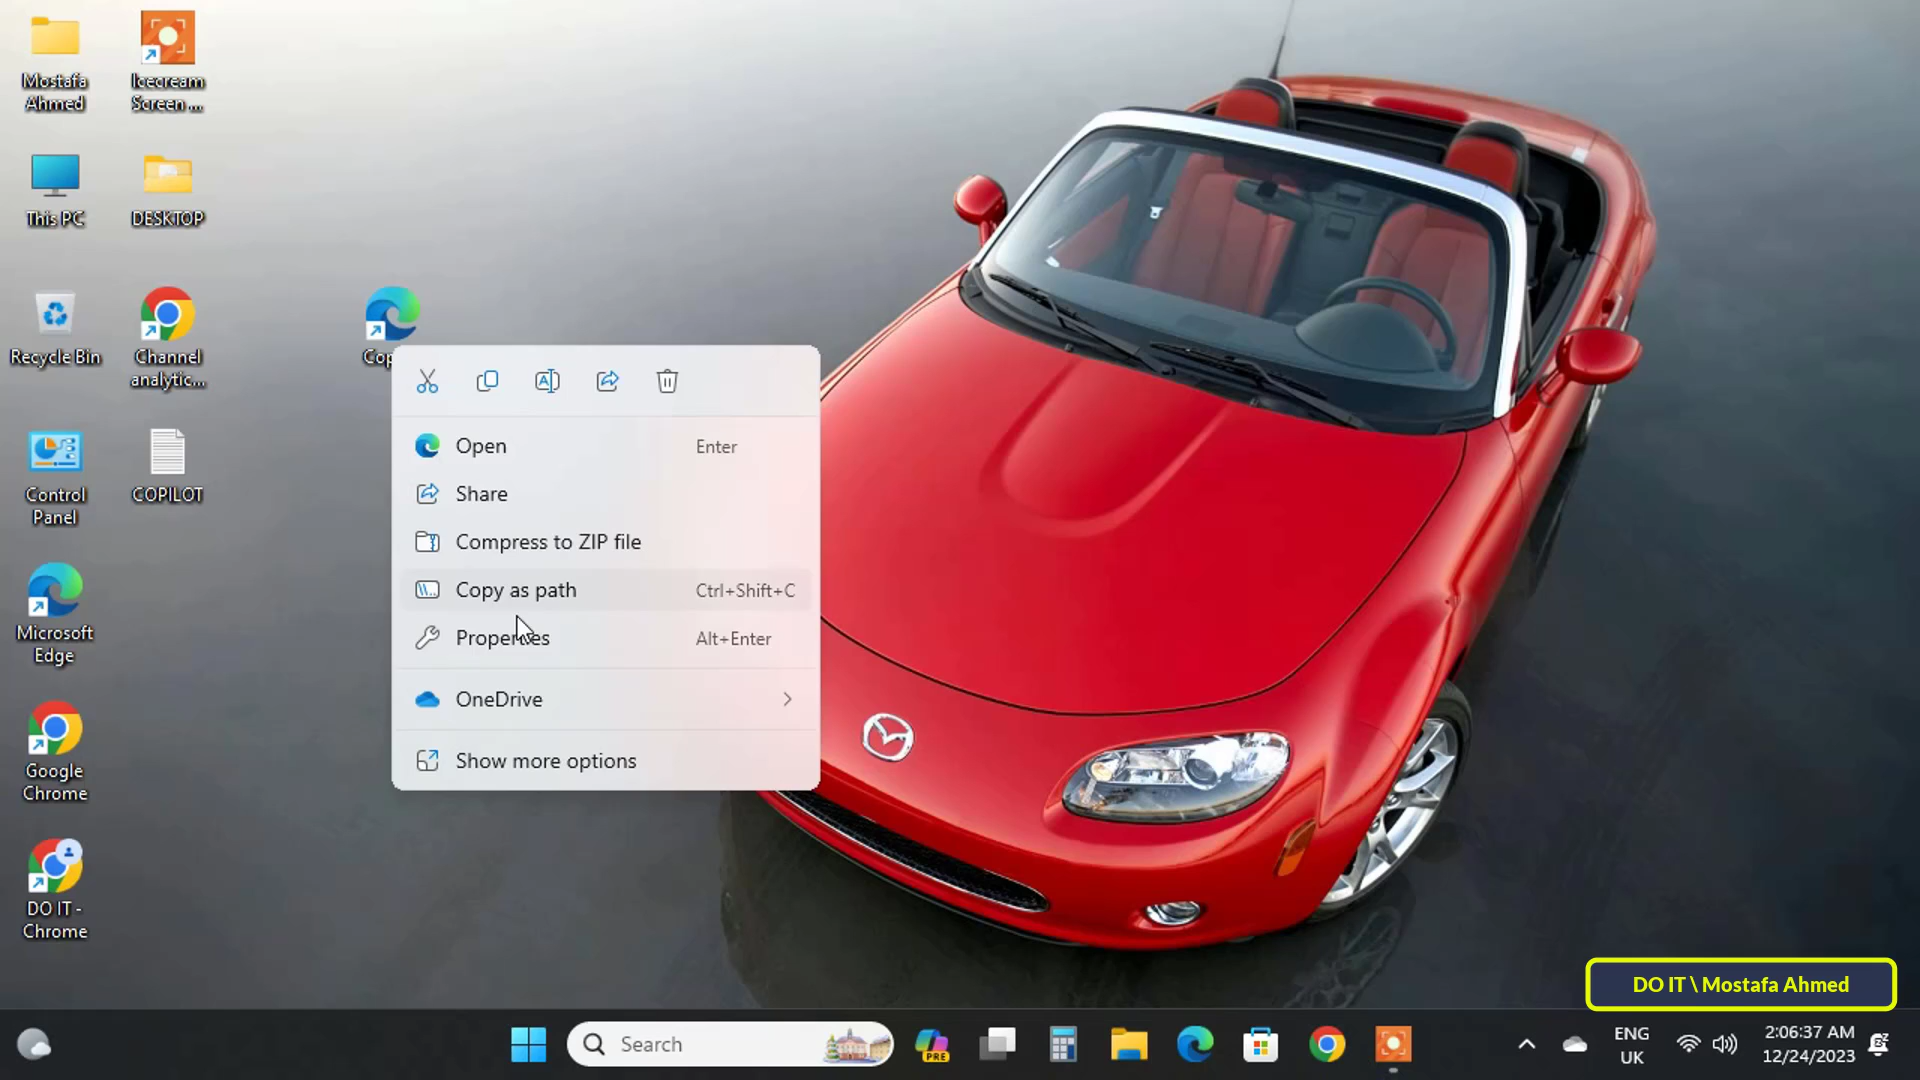 Mostafa
Ahmed
Icecream
Screen ...
This PC
DESKTOP
Recycle Bin
Channel
analytic...
Control
Panel
COPILOT
Microsoft
Edge
Google
Chrome
DO IT -
Chrome
Open Enter
Share
Compress to ZIP file
Copy as path Ctrl+Shift+C
Properties Alt+Enter
OneDrive
Show more options
DO IT \ Mostafa Ahmed
Search
PRE
ENG
UK
2:06:37 AM
12/24/2023